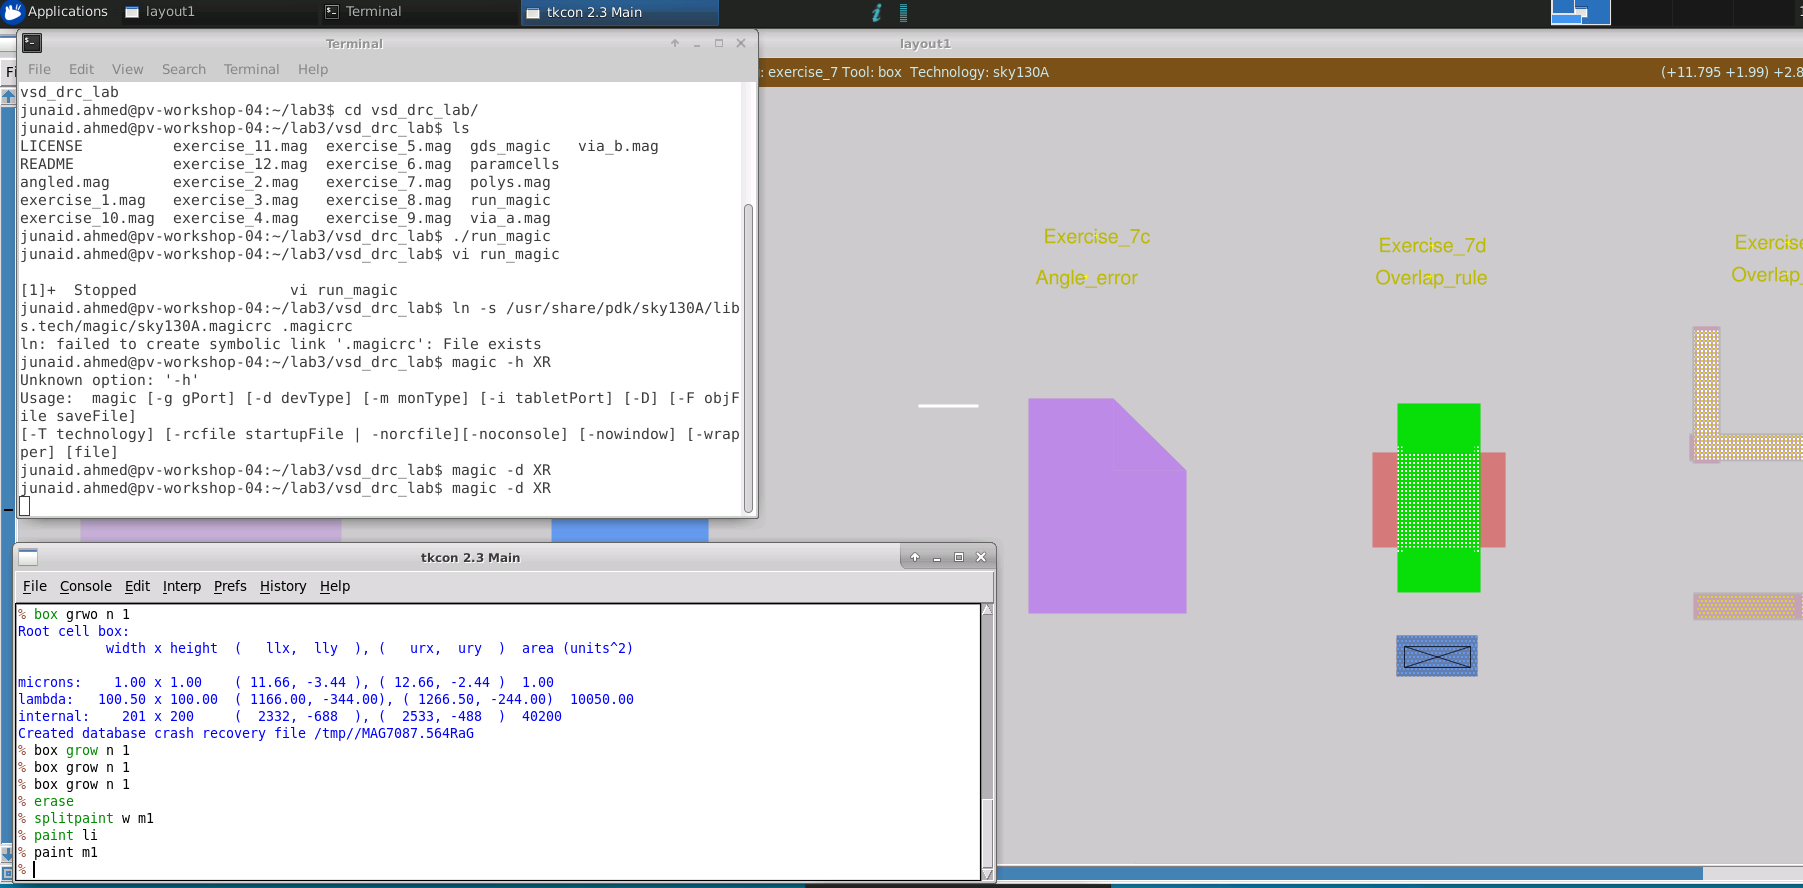 Applications
layout1
Terminal
tkcon 2.3 Main
Terminal
layout1
File Edit View Search Terminal Help
: exercise_7 Tool: box Technology: sky130A
(+11.795 +1.99) +2.8
vsd_drc_lab
junaid.ahmed@pv-workshop-04:~/lab3$ cd vsd_drc_lab/
junaid.ahmed@pv-workshop-04:~/lab3/vsd_drc_lab$ ls
LICENSE exercise_11.mag exercise_5.mag gds_magic via_b.mag
README exercise_12.mag exercise_6.mag paramcells
angled.mag exercise_2.mag exercise_7.mag polys.mag
exercise_1.mag exercise_3.mag exercise_8.mag run_magic
exercise_10.mag exercise_4.mag exercise_9.mag via_a.mag
junaid.ahmed@pv-workshop-04:~/lab3/vsd_drc_lab$ ./run_magic
junaid.ahmed@pv-workshop-04:~/lab3/vsd_drc_lab$ vi run_magic
[1]+ Stopped vi run_magic
junaid.ahmed@pv-workshop-04:~/lab3/vsd_drc_lab$ ln -s /usr/share/pdk/sky130A/lib
s.tech/magic/sky130A.magicrc .magicrc
ln: failed to create symbolic link '.magicrc': File exists
junaid.ahmed@pv-workshop-04:~/lab3/vsd_drc_lab$ magic -h XR
Unknown option: '-h'
Usage: magic [-g gPort] [-d devType] [-m monType] [-i tabletPort] [-D] [-F objF
ile saveFile]
[-T technology] [-rcfile startupFile | -norcfile][-noconsole] [-nowindow] [-wrap
per] [file]
junaid.ahmed@pv-workshop-04:~/lab3/vsd_drc_lab$ magic -d XR
junaid.ahmed@pv-workshop-04:~/lab3/vsd_drc_lab$ magic -d XR
Exercise_7c
Angle_error
Exercise_7d
Overlap_rule
Exercise
Overlap_
tkcon 2.3 Main
File Console Edit Interp Prefs History Help
% box grwo n 1
Root cell box:
width x height ( llx, lly ), ( urx, ury ) area (units^2)
microns: 1.00 x 1.00 ( 11.66, -3.44 ), ( 12.66, -2.44 ) 1.00
lambda: 100.50 x 100.00 ( 1166.00, -344.00), ( 1266.50, -244.00) 10050.00
internal: 201 x 200 ( 2332, -688 ), ( 2533, -488 ) 40200
Created database crash recovery file /tmp//MAG7087.564RaG
% box grow n 1
% box grow n 1
% box grow n 1
% erase
% splitpaint w m1
% paint li
% paint m1
%